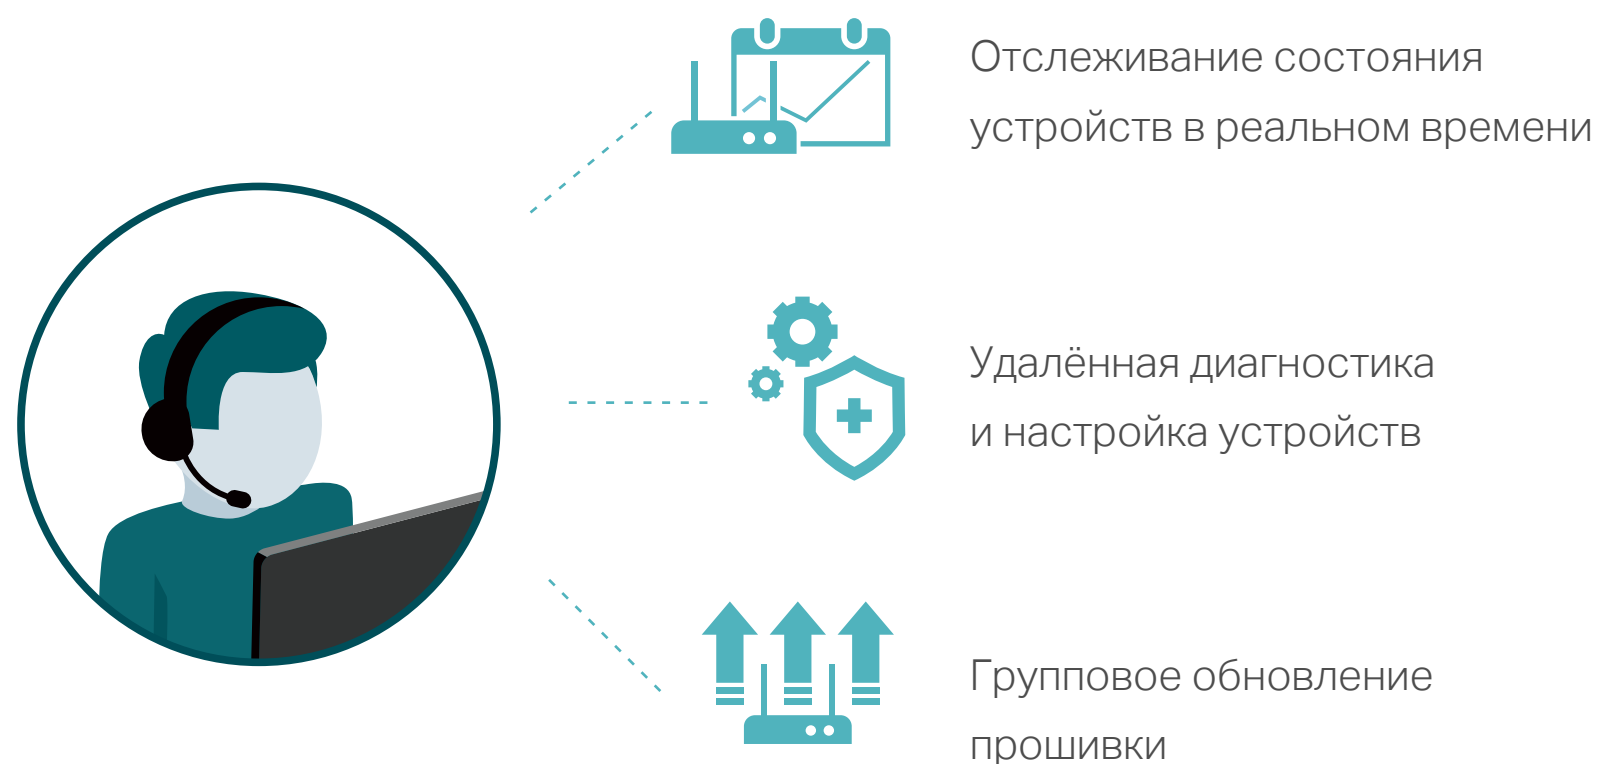 Отслеживание состояния
устройств в реальном времени
Удалённая диагностика
и настройка устройств
Групповое обновление
прошивки